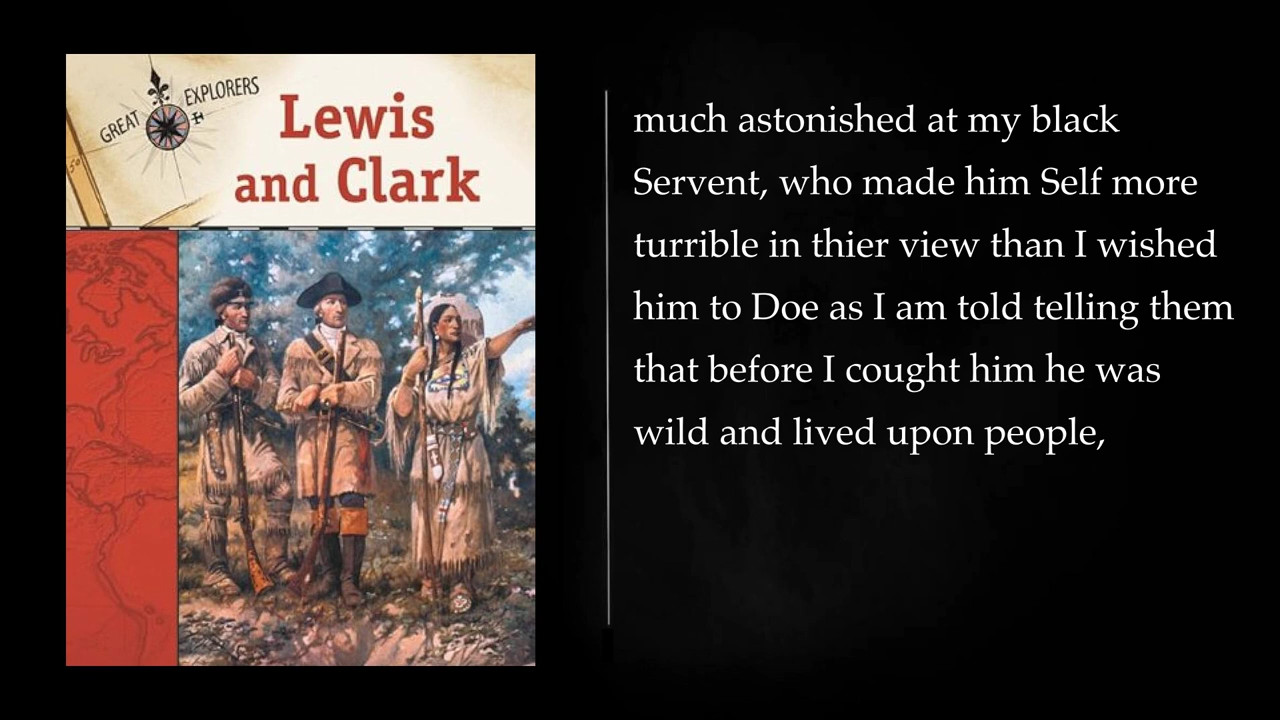 GREAT EXPLORERS
Lewis
and Clark
50
much astonished at my black
Servent, who made him Self more
turrible in thier view than I wished
him to Doe as I am told telling them
that before I cought him he was
wild and lived upon people,